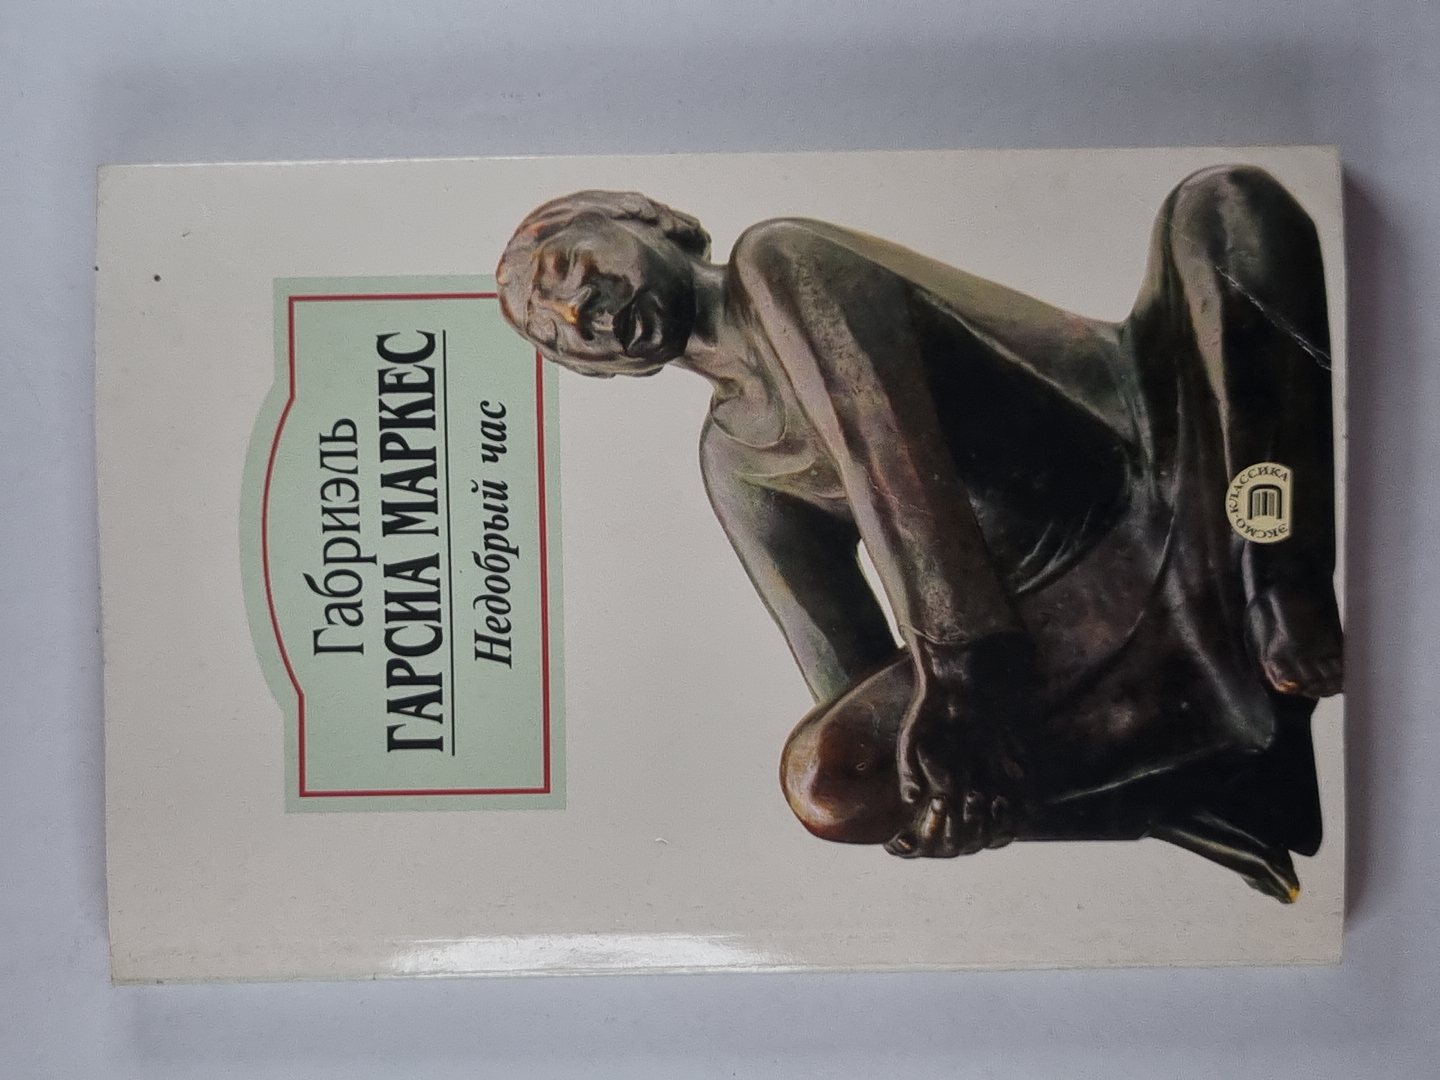 Габриэль
ГАРСИА МАРКЕС
Недобрый час
ЭКСМО-КЛАССИКА